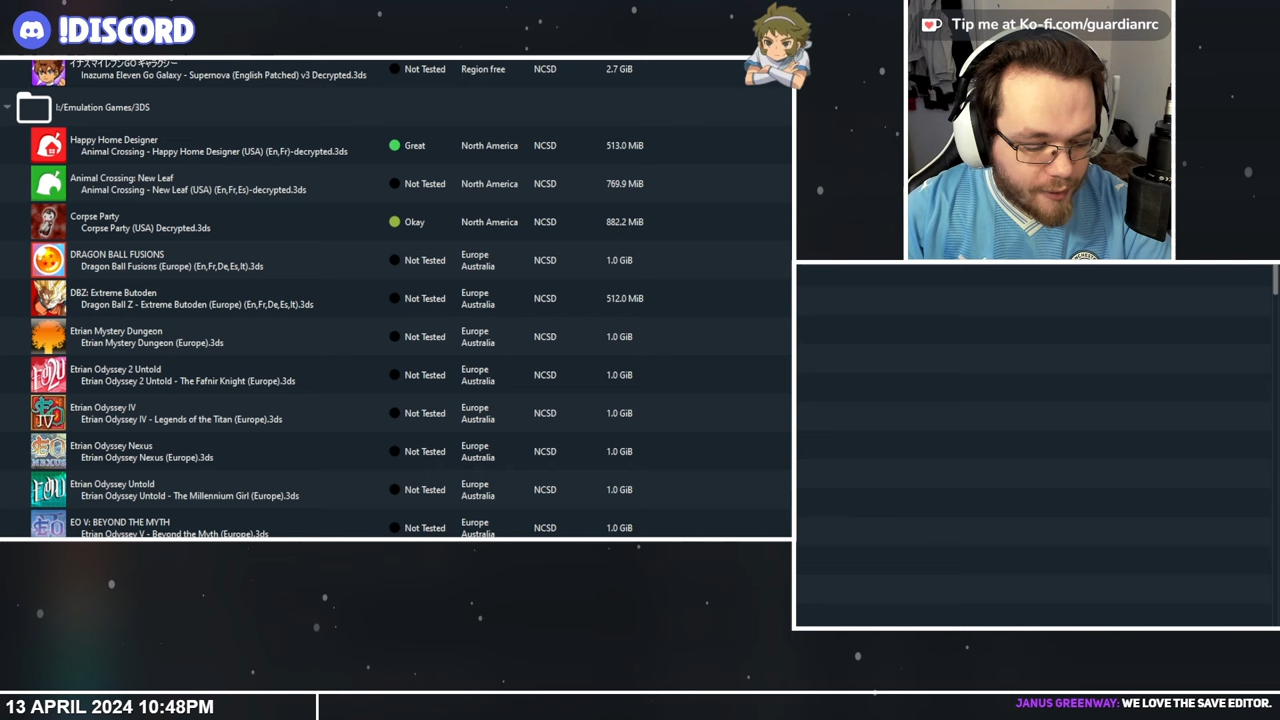 !DISCORD
Tip me at Ko-fi.com/guardianrc
イナズマイレブンGO ギャラクシー
Inazuma Eleven Go Galaxy - Supernova (English Patched) v3 Decrypted.3ds
Not Tested
Region free
NCSD
2.7 GiB
I:/Emulation Games/3DS
Happy Home Designer
Animal Crossing - Happy Home Designer (USA) (En,Fr)-decrypted.3ds
Great
North America
NCSD
513.0 MiB
Animal Crossing: New Leaf
Animal Crossing - New Leaf (USA) (En,Fr,Es)-decrypted.3ds
Not Tested
North America
NCSD
769.9 MiB
Corpse Party
Corpse Party (USA) Decrypted.3ds
Okay
North America
NCSD
882.2 MiB
DRAGON BALL FUSIONS
Dragon Ball Fusions (Europe) (En,Fr,De,Es,It).3ds
Not Tested
Europe
Australia
NCSD
1.0 GiB
DBZ: Extreme Butoden
Dragon Ball Z - Extreme Butoden (Europe) (En,Fr,De,Es,It).3ds
Not Tested
Europe
Australia
NCSD
512.0 MiB
Etrian Mystery Dungeon
Etrian Mystery Dungeon (Europe).3ds
Not Tested
Europe
Australia
NCSD
1.0 GiB
Etrian Odyssey 2 Untold
Etrian Odyssey 2 Untold - The Fafnir Knight (Europe).3ds
Not Tested
Europe
Australia
NCSD
1.0 GiB
Etrian Odyssey IV
Etrian Odyssey IV - Legends of the Titan (Europe).3ds
Not Tested
Europe
Australia
NCSD
1.0 GiB
Etrian Odyssey Nexus
Etrian Odyssey Nexus (Europe).3ds
Not Tested
Europe
Australia
NCSD
1.0 GiB
Etrian Odyssey Untold
Etrian Odyssey Untold - The Millennium Girl (Europe).3ds
Not Tested
Europe
Australia
NCSD
1.0 GiB
EO V: BEYOND THE MYTH
Etrian Odyssey V - Beyond the Myth (Europe).3ds
Not Tested
Europe
Australia
NCSD
1.0 GiB
13 APRIL 2024 10:48PM
JANUS GREENWAY: WE LOVE THE SAVE EDITOR.